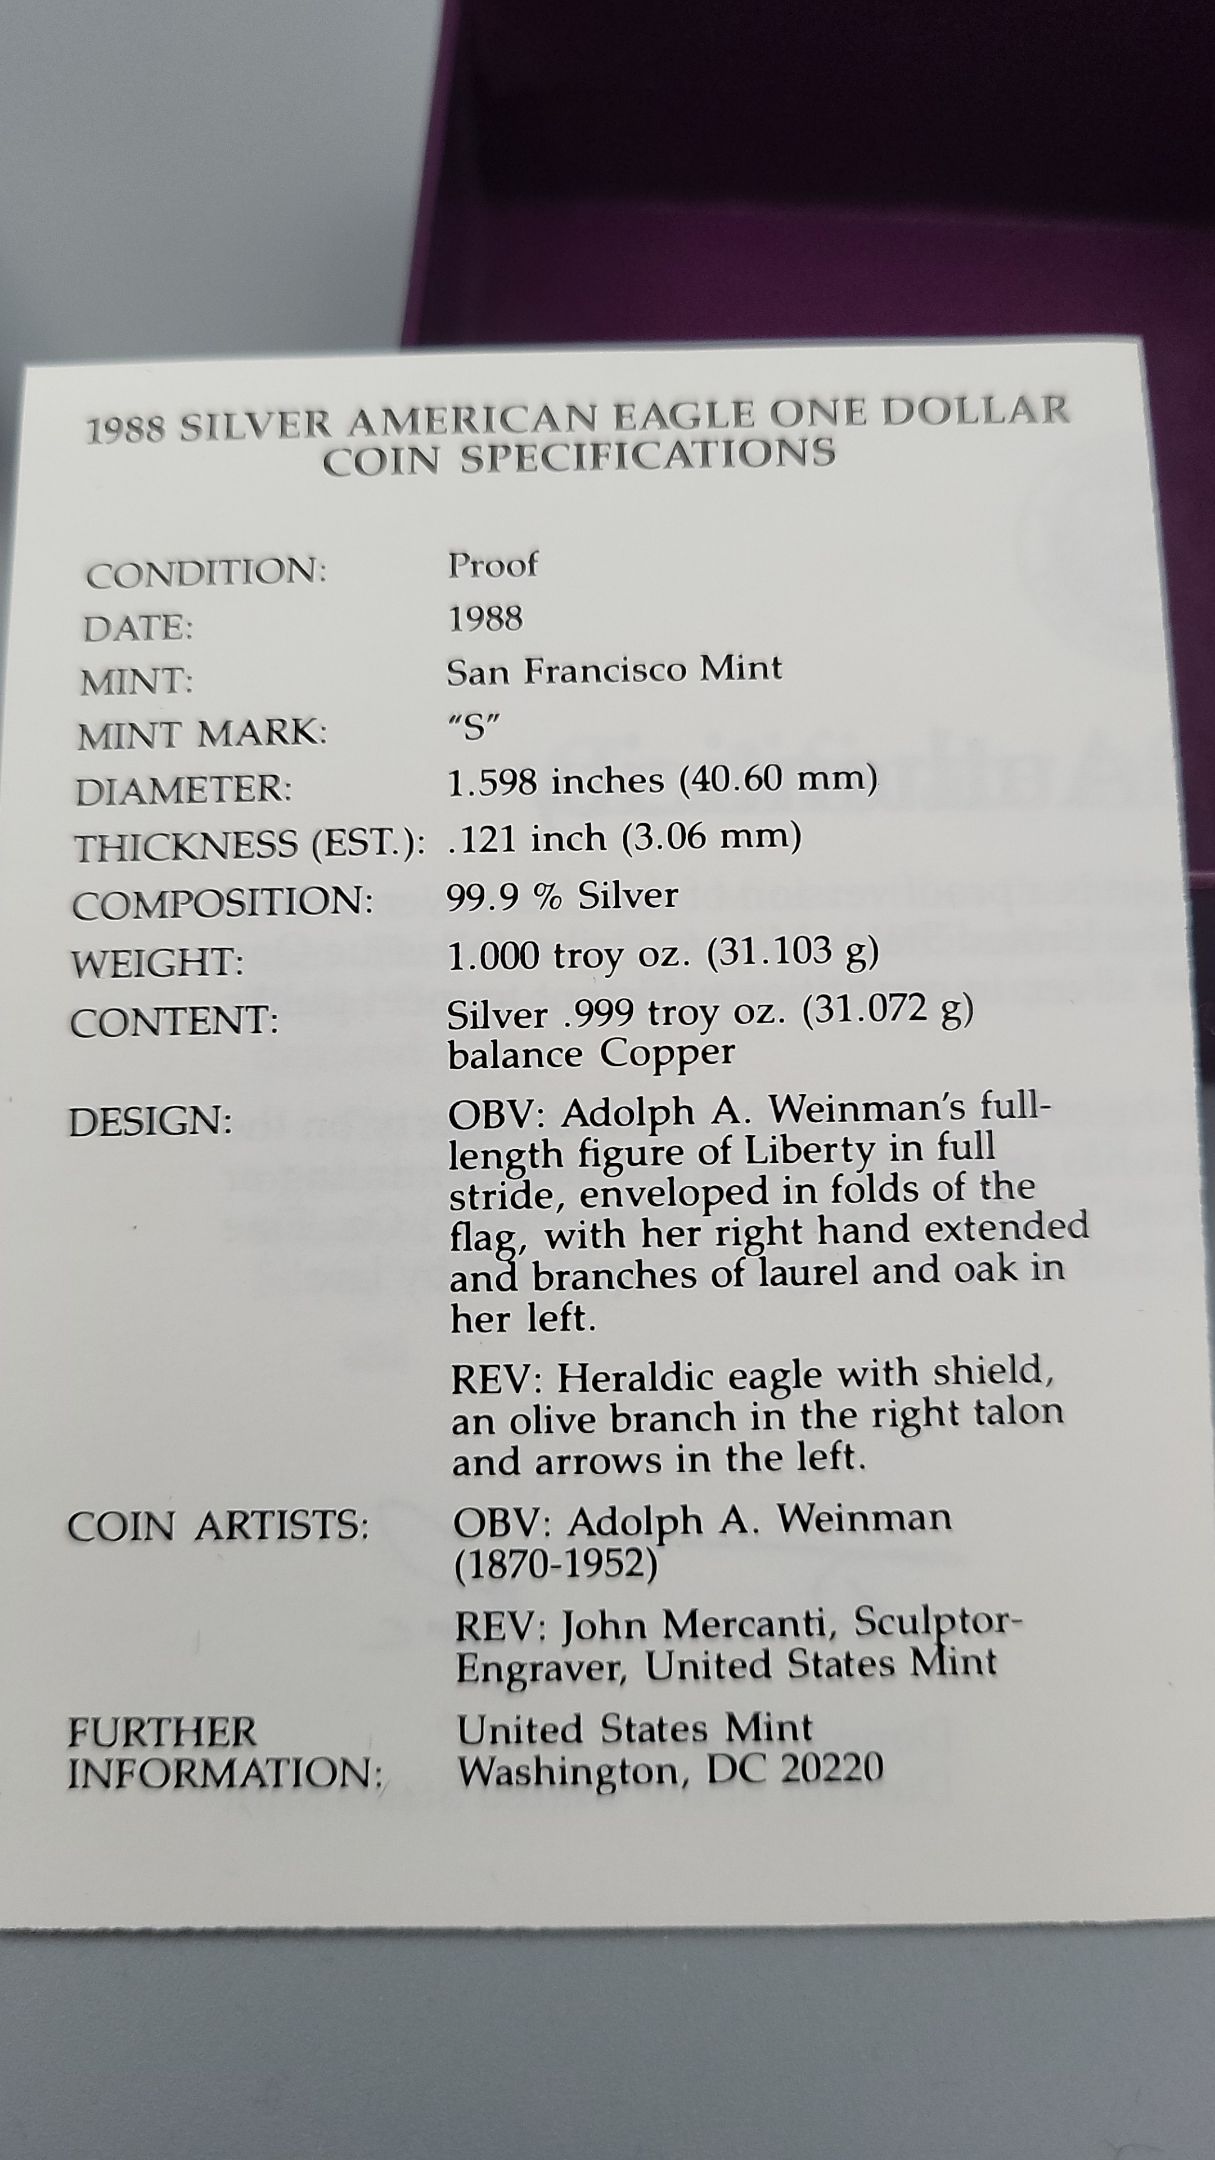 1988 SILVER AMERICAN EAGLE ONE DOLLAR
COIN SPECIFICATIONS
CONDITION: Proof
DATE: 1988
MINT: San Francisco Mint
MINT MARK: "S"
DIAMETER: 1.598 inches (40.60 mm)
THICKNESS (EST.): .121 inch (3.06 mm)
COMPOSITION: 99.9 % Silver
WEIGHT: 1.000 troy oz. (31.103 g)
CONTENT: Silver .999 troy oz. (31.072 g)
balance Copper
DESIGN: OBV: Adolph A. Weinman's full-
length figure of Liberty in full
stride, enveloped in folds of the
flag, with her right hand extended
and branches of laurel and oak in
her left.
REV: Heraldic eagle with shield,
an olive branch in the right talon
and arrows in the left.
COIN ARTISTS: OBV: Adolph A. Weinman
(1870-1952)
REV: John Mercanti, Sculptor-
Engraver, United States Mint
FURTHER United States Mint
INFORMATION: Washington, DC 20220